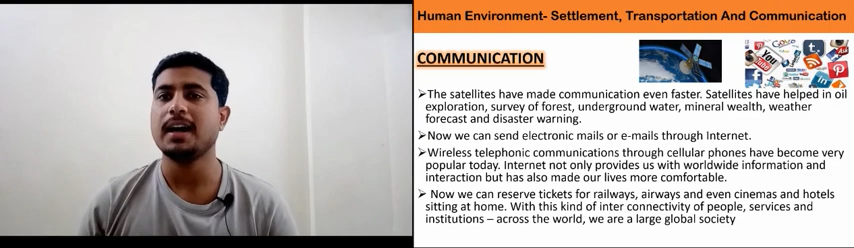 Human Environment- Settlement, Transportation And Communication
COMMUNICATION
You
Tube
➢The satellites have made communication even faster. Satellites have helped in oil
exploration, survey of forest, underground water, mineral wealth, weather
forecast and disaster warning.
➢Now we can send electronic mails or e-mails through Internet.
➢Wireless telephonic communications through cellular phones have become very
popular today. Internet not only provides us with worldwide information and
interaction but has also made our lives more comfortable.
➢ Now we can reserve tickets for railways, airways and even cinemas and hotels
sitting at home. With this kind of inter connectivity of people, services and
institutions – across the world, we are a large global society